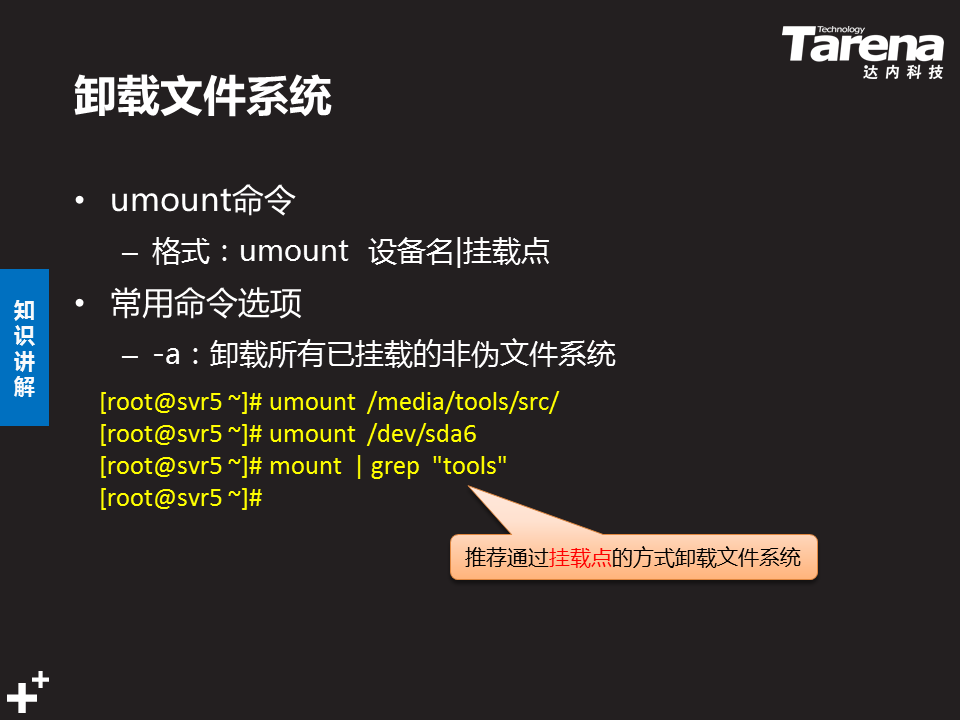 Technology
Tarena
达内科技
卸载文件系统
• umount命令
– 格式：umount 设备名|挂载点
• 常用命令选项
– -a：卸载所有已挂载的非伪文件系统
知识讲解
[root@svr5 ~]# umount /media/tools/src/
[root@svr5 ~]# umount /dev/sda6
[root@svr5 ~]# mount | grep "tools"
[root@svr5 ~]#
推荐通过挂载点的方式卸载文件系统